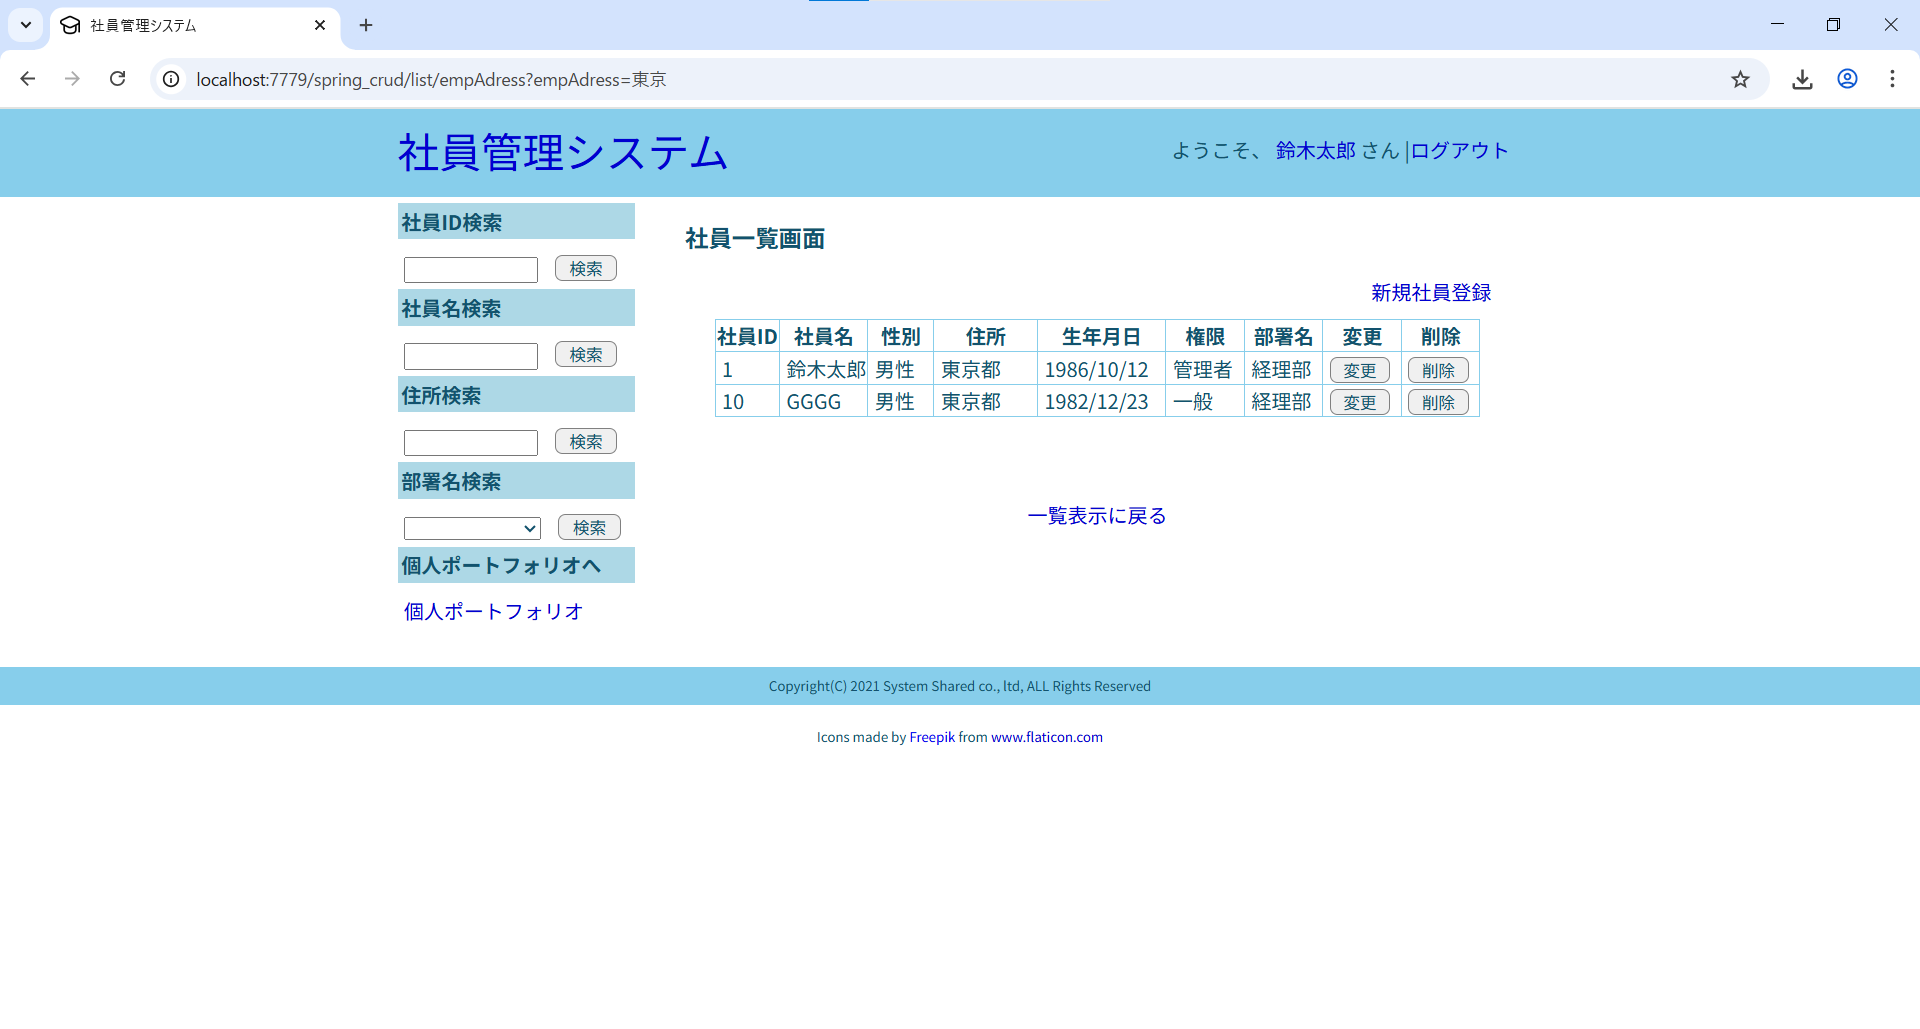 社員管理システム
localhost:7779/spring_crud/list/empAdress?empAdress=東京
社員管理システム
ようこそ、 鈴木太郎 さん |ログアウト
社員ID検索
検索
社員名検索
検索
住所検索
検索
部署名検索
検索
個人ポートフォリオへ
個人ポートフォリオ
社員一覧画面
新規社員登録
社員ID 社員名 性別 住所 生年月日 権限 部署名 変更 削除
1 鈴木太郎 男性 東京都 1986/10/12 管理者 経理部 変更 削除
10 GGGG 男性 東京都 1982/12/23 一般 経理部 変更 削除
一覧表示に戻る
Copyright(C) 2021 System Shared co., ltd, ALL Rights Reserved
Icons made by Freepik from www.flaticon.com